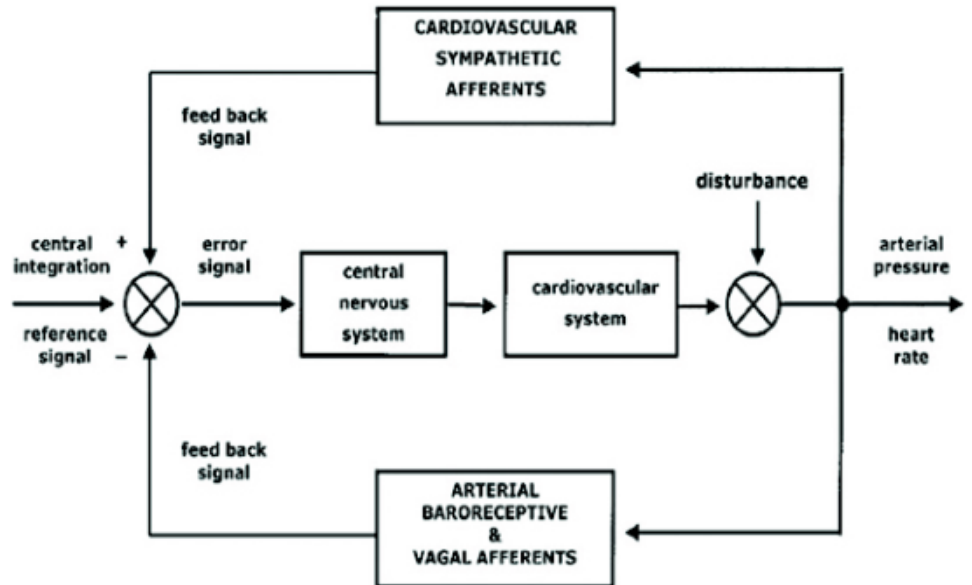 CARDIOVASCULAR
SYMPATHETIC
AFFERENTS
feed back
signal
disturbance
central
integration
+
error
signal
central
nervous
system
cardiovascular
system
arterial
pressure
reference
signal
–
heart
rate
feed back
signal
ARTERIAL
BARORECEPTIVE
&
VAGAL AFFERENTS